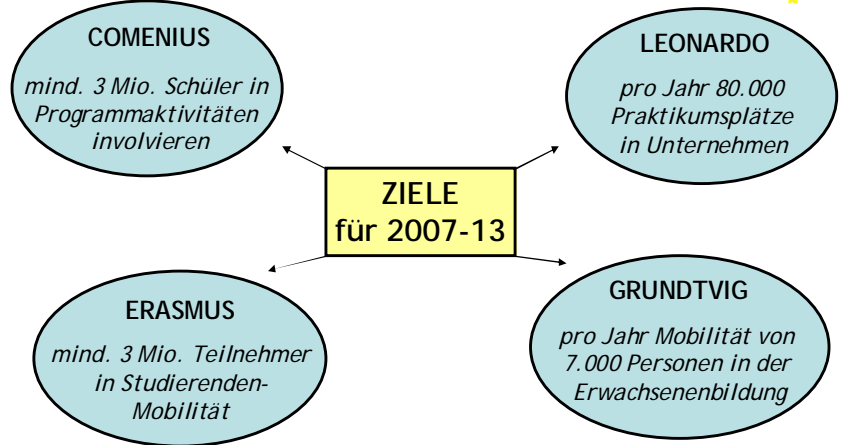 COMENIUS
mind. 3 Mio. Schüler in
Programmaktivitäten
involvieren
LEONARDO
pro Jahr 80.000
Praktikumsplätze
in Unternehmen
ZIELE
für 2007-13
ERASMUS
mind. 3 Mio. Teilnehmer
in Studierenden-
Mobilität
GRUNDTVIG
pro Jahr Mobilität von
7.000 Personen in der
Erwachsenenbildung